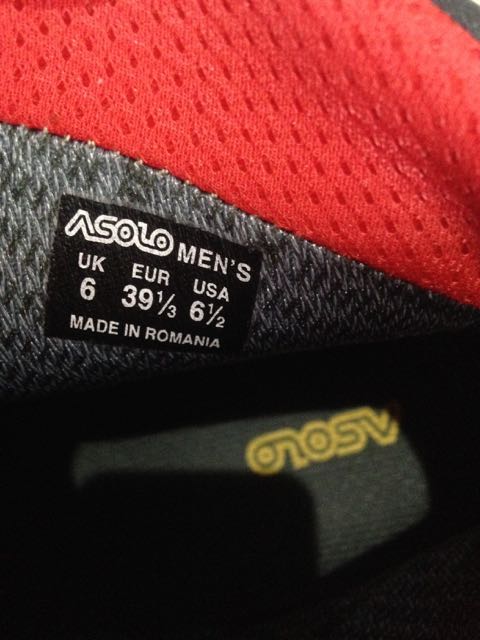 ASOLO MEN'S
UK EUR USA
6 39⅓ 6½
MADE IN ROMANIA
ASOLO